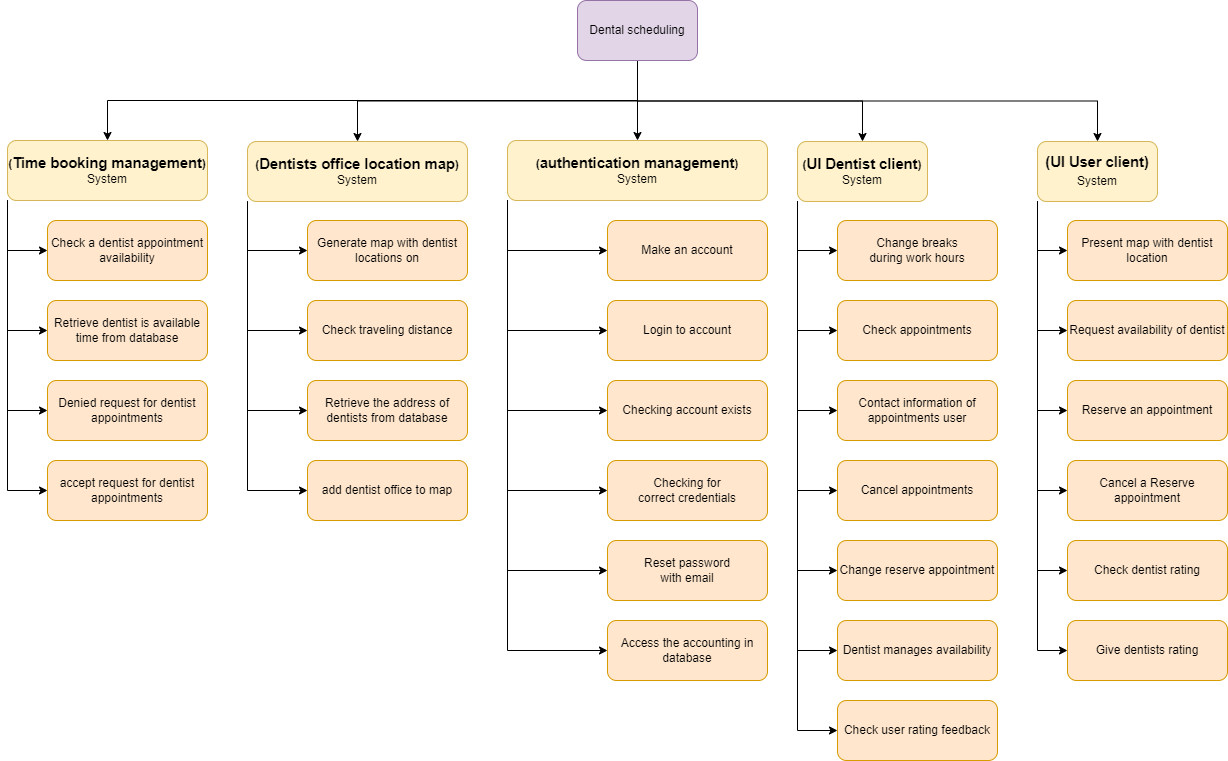 Dental scheduling
(Time booking management)
System
Check a dentist appointment
availability
Retrieve dentist is available
time from database
Denied request for dentist
appointments
accept request for dentist
appointments
(Dentists office location map)
System
Generate map with dentist
locations on
Check traveling distance
Retrieve the address of
dentists from database
add dentist office to map
(authentication management)
System
Make an account
Login to account
Checking account exists
Checking for
correct credentials
Reset password
with email
Access the accounting in
database
(UI Dentist client)
System
Change breaks
during work hours
Check appointments
Contact information of
appointments user
Cancel appointments
Change reserve appointment
Dentist manages availability
Check user rating feedback
(UI User client)
System
Present map with dentist
location
Request availability of dentist
Reserve an appointment
Cancel a Reserve
appointment
Check dentist rating
Give dentists rating